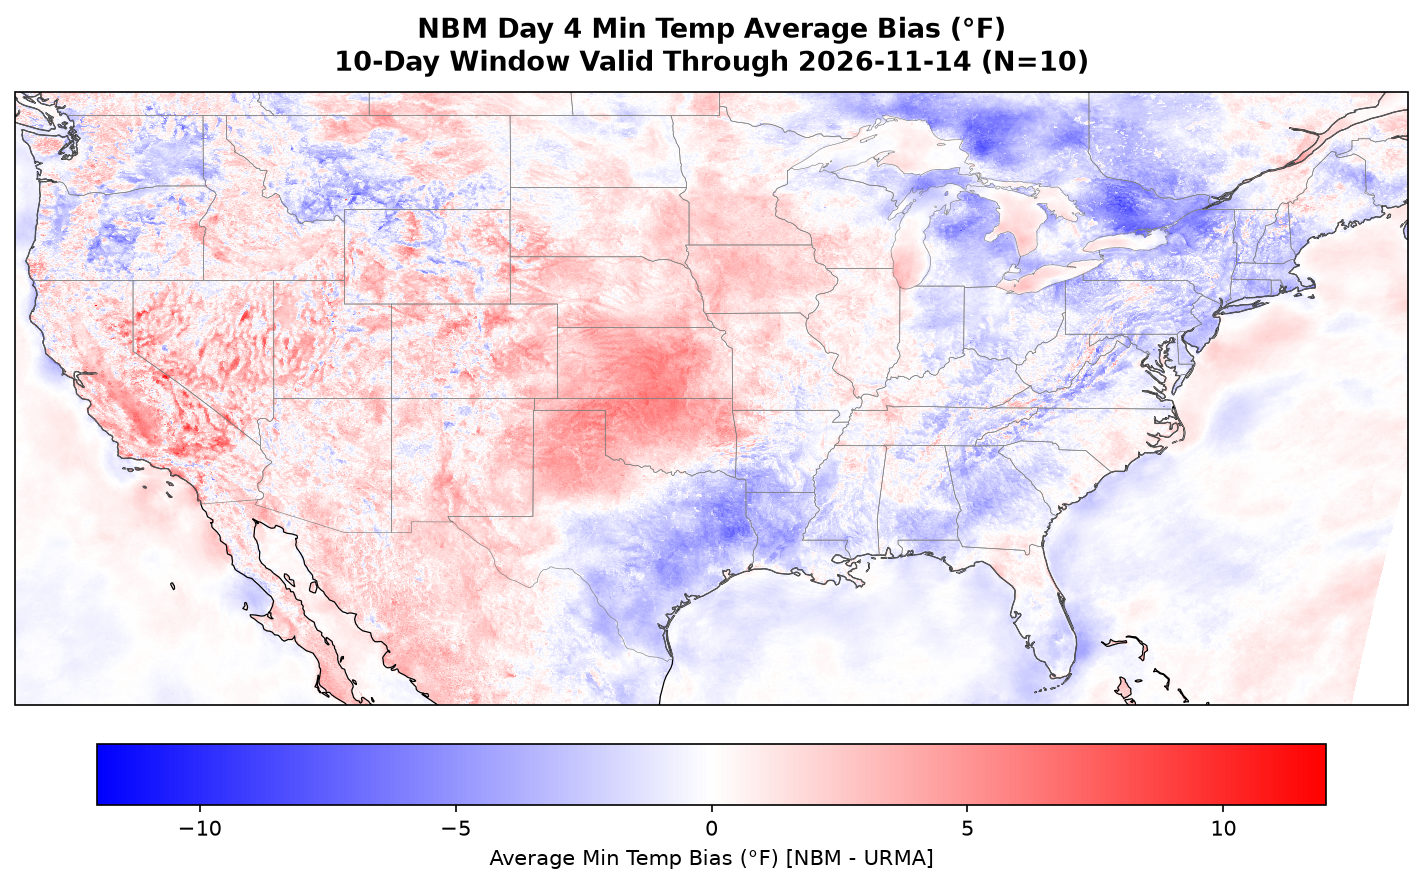 NBM Day 4 Min Temp Average Bias (°F)
10-Day Window Valid Through 2026-11-14 (N=10)
−10 −5 0 5 10
Average Min Temp Bias (°F) [NBM - URMA]